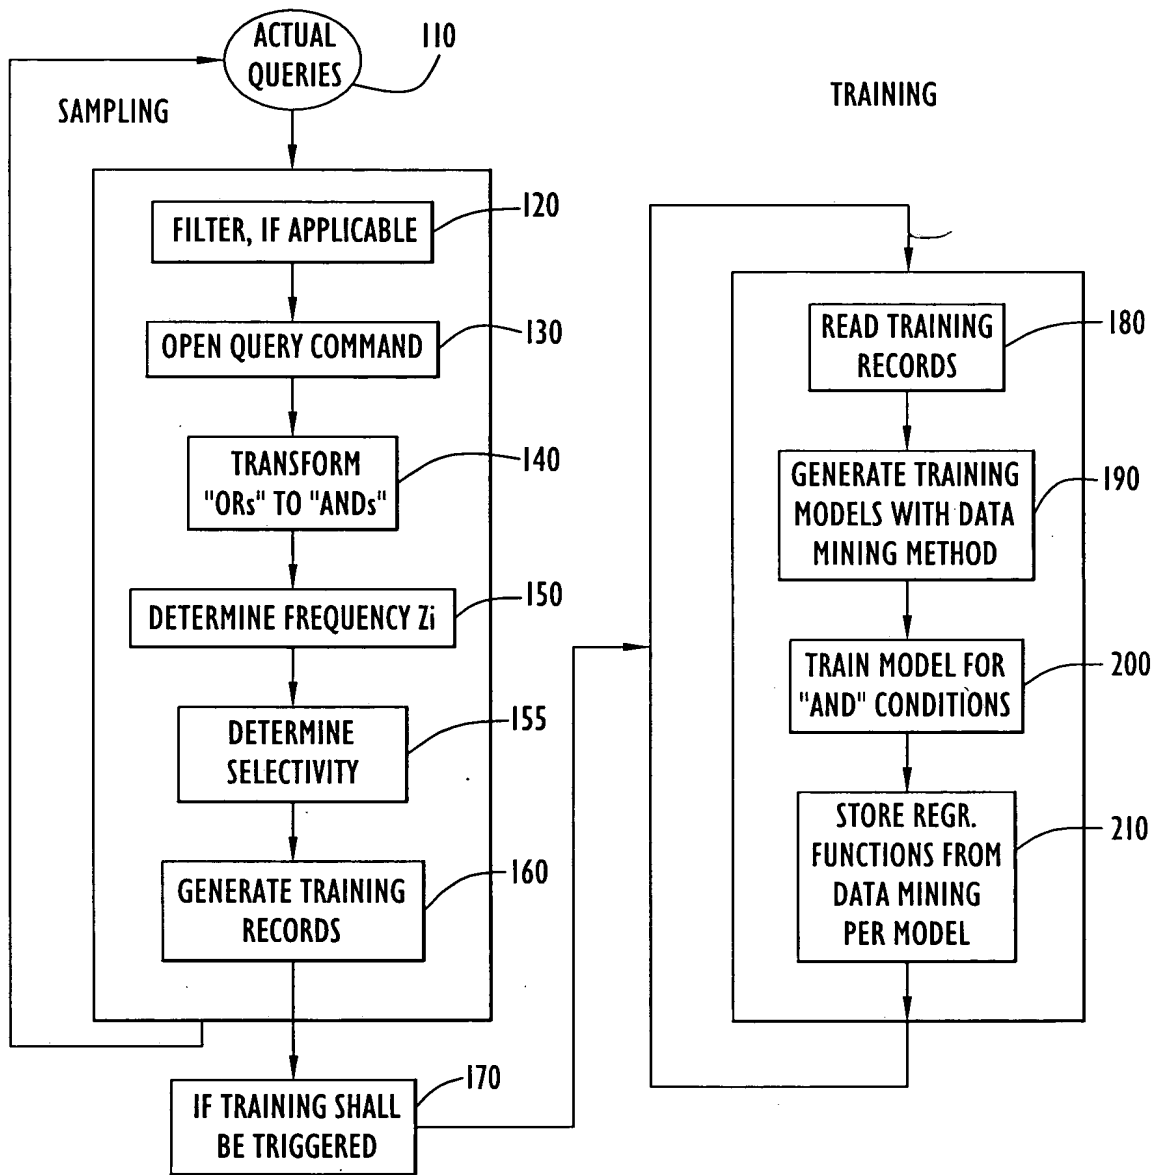 ACTUAL
QUERIES
110
SAMPLING
FILTER, IF APPLICABLE
120
OPEN QUERY COMMAND
130
TRANSFORM
"ORs" TO "ANDs"
140
DETERMINE FREQUENCY Zi
150
DETERMINE
SELECTIVITY
155
GENERATE TRAINING
RECORDS
160
IF TRAINING SHALL
BE TRIGGERED
170
TRAINING
READ TRAINING
RECORDS
180
GENERATE TRAINING
MODELS WITH DATA
MINING METHOD
190
TRAIN MODEL FOR
"AND" CONDITIONS
200
STORE REGR.
FUNCTIONS FROM
DATA MINING
PER MODEL
210